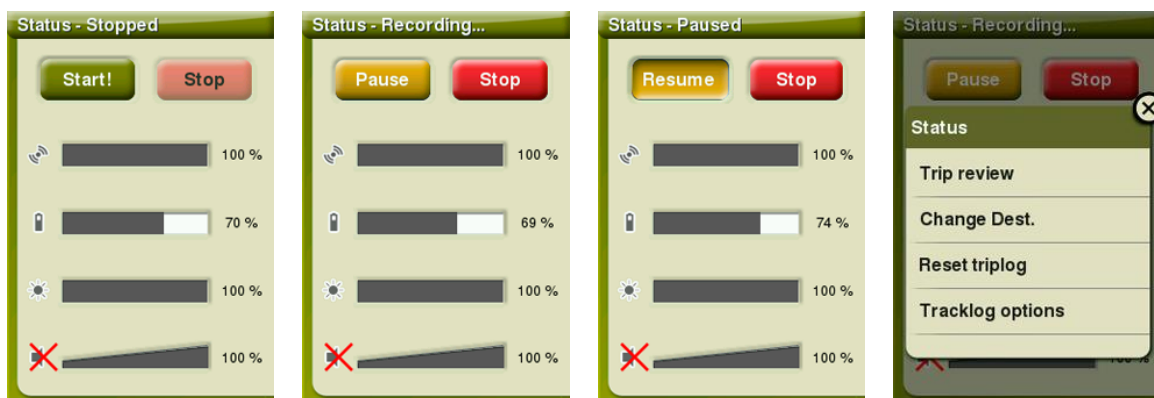 Status - Stopped
Start! Stop
100 %
70 %
100 %
100 %
Status - Recording...
Pause Stop
100 %
69 %
100 %
100 %
Status - Paused
Resume Stop
100 %
74 %
100 %
100 %
Status - Recording...
Pause Stop
Status
Trip review
Change Dest.
Reset triplog
Tracklog options
100 %